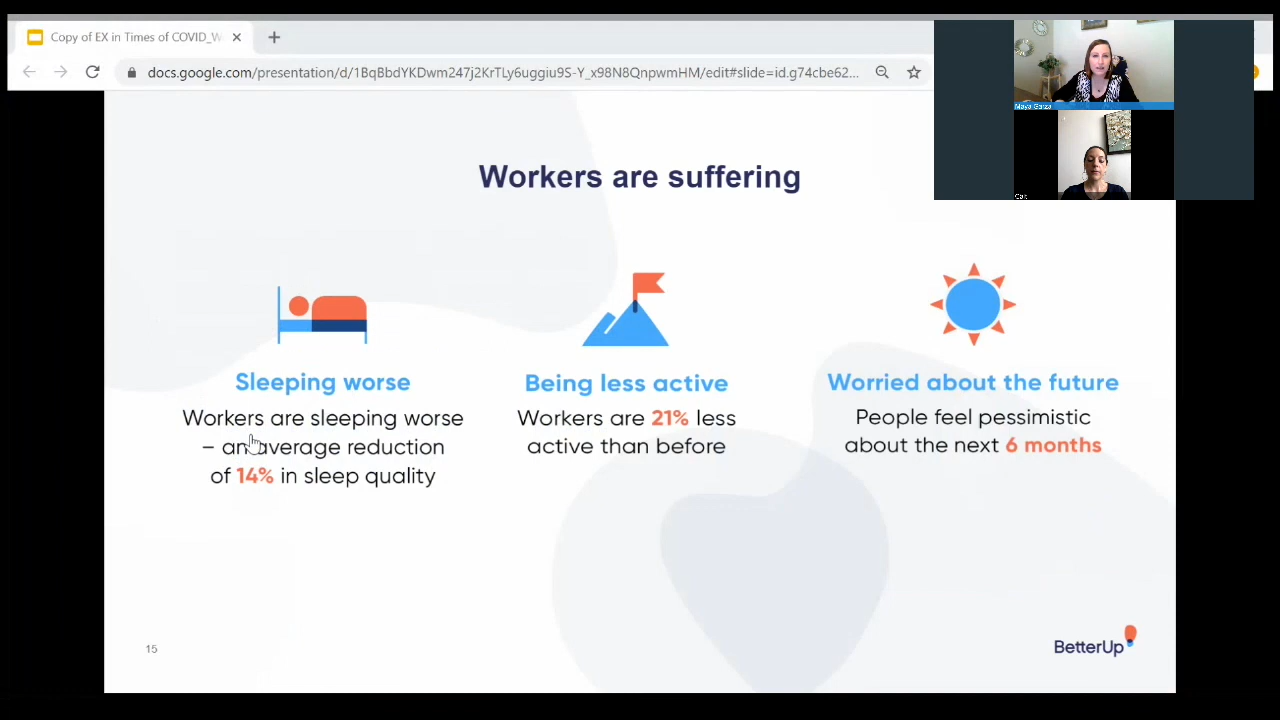 Copy of EX in Times of COVID_W
docs.google.com/presentation/d/1BqBbdYKDwm247j2KrTLy6uggiu9S-Y_x98N8QnpwmHM/edit#slide=id.g74cbe62...
Maya Garza
Cait
Workers are suffering
Sleeping worse
Workers are sleeping worse
– an average reduction
of 14% in sleep quality
Being less active
Workers are 21% less
active than before
Worried about the future
People feel pessimistic
about the next 6 months
15
BetterUp